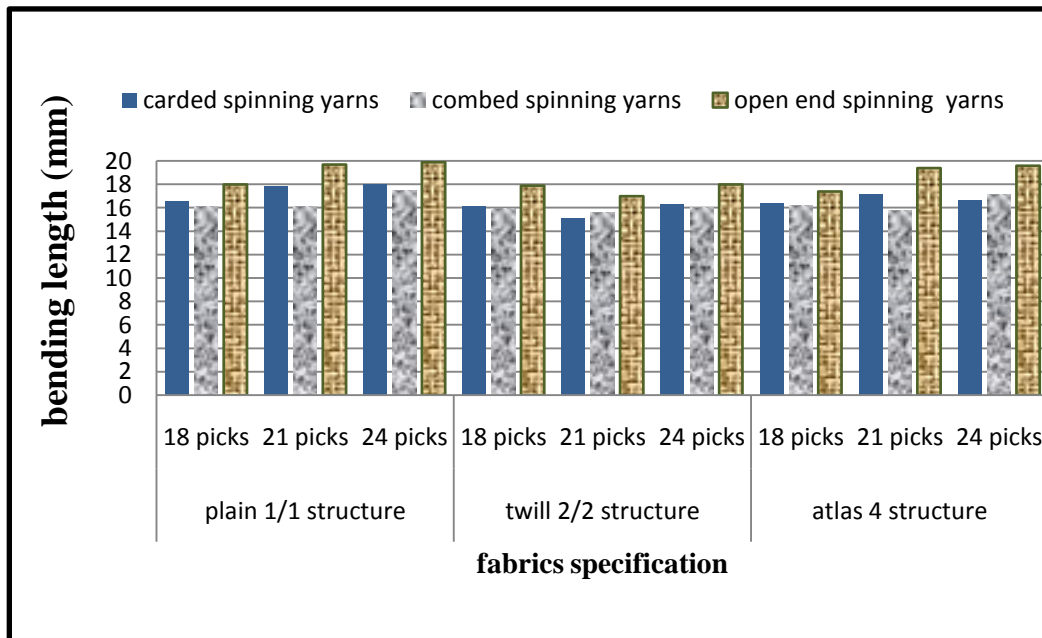 carded spinning yarns combed spinning yarns open end spinning yarns
bending length (mm)
20
18
16
14
12
10
8
6
4
2
0
18 picks 21 picks 24 picks 18 picks 21 picks 24 picks 18 picks 21 picks 24 picks
plain 1/1 structure twill 2/2 structure atlas 4 structure
fabrics specification